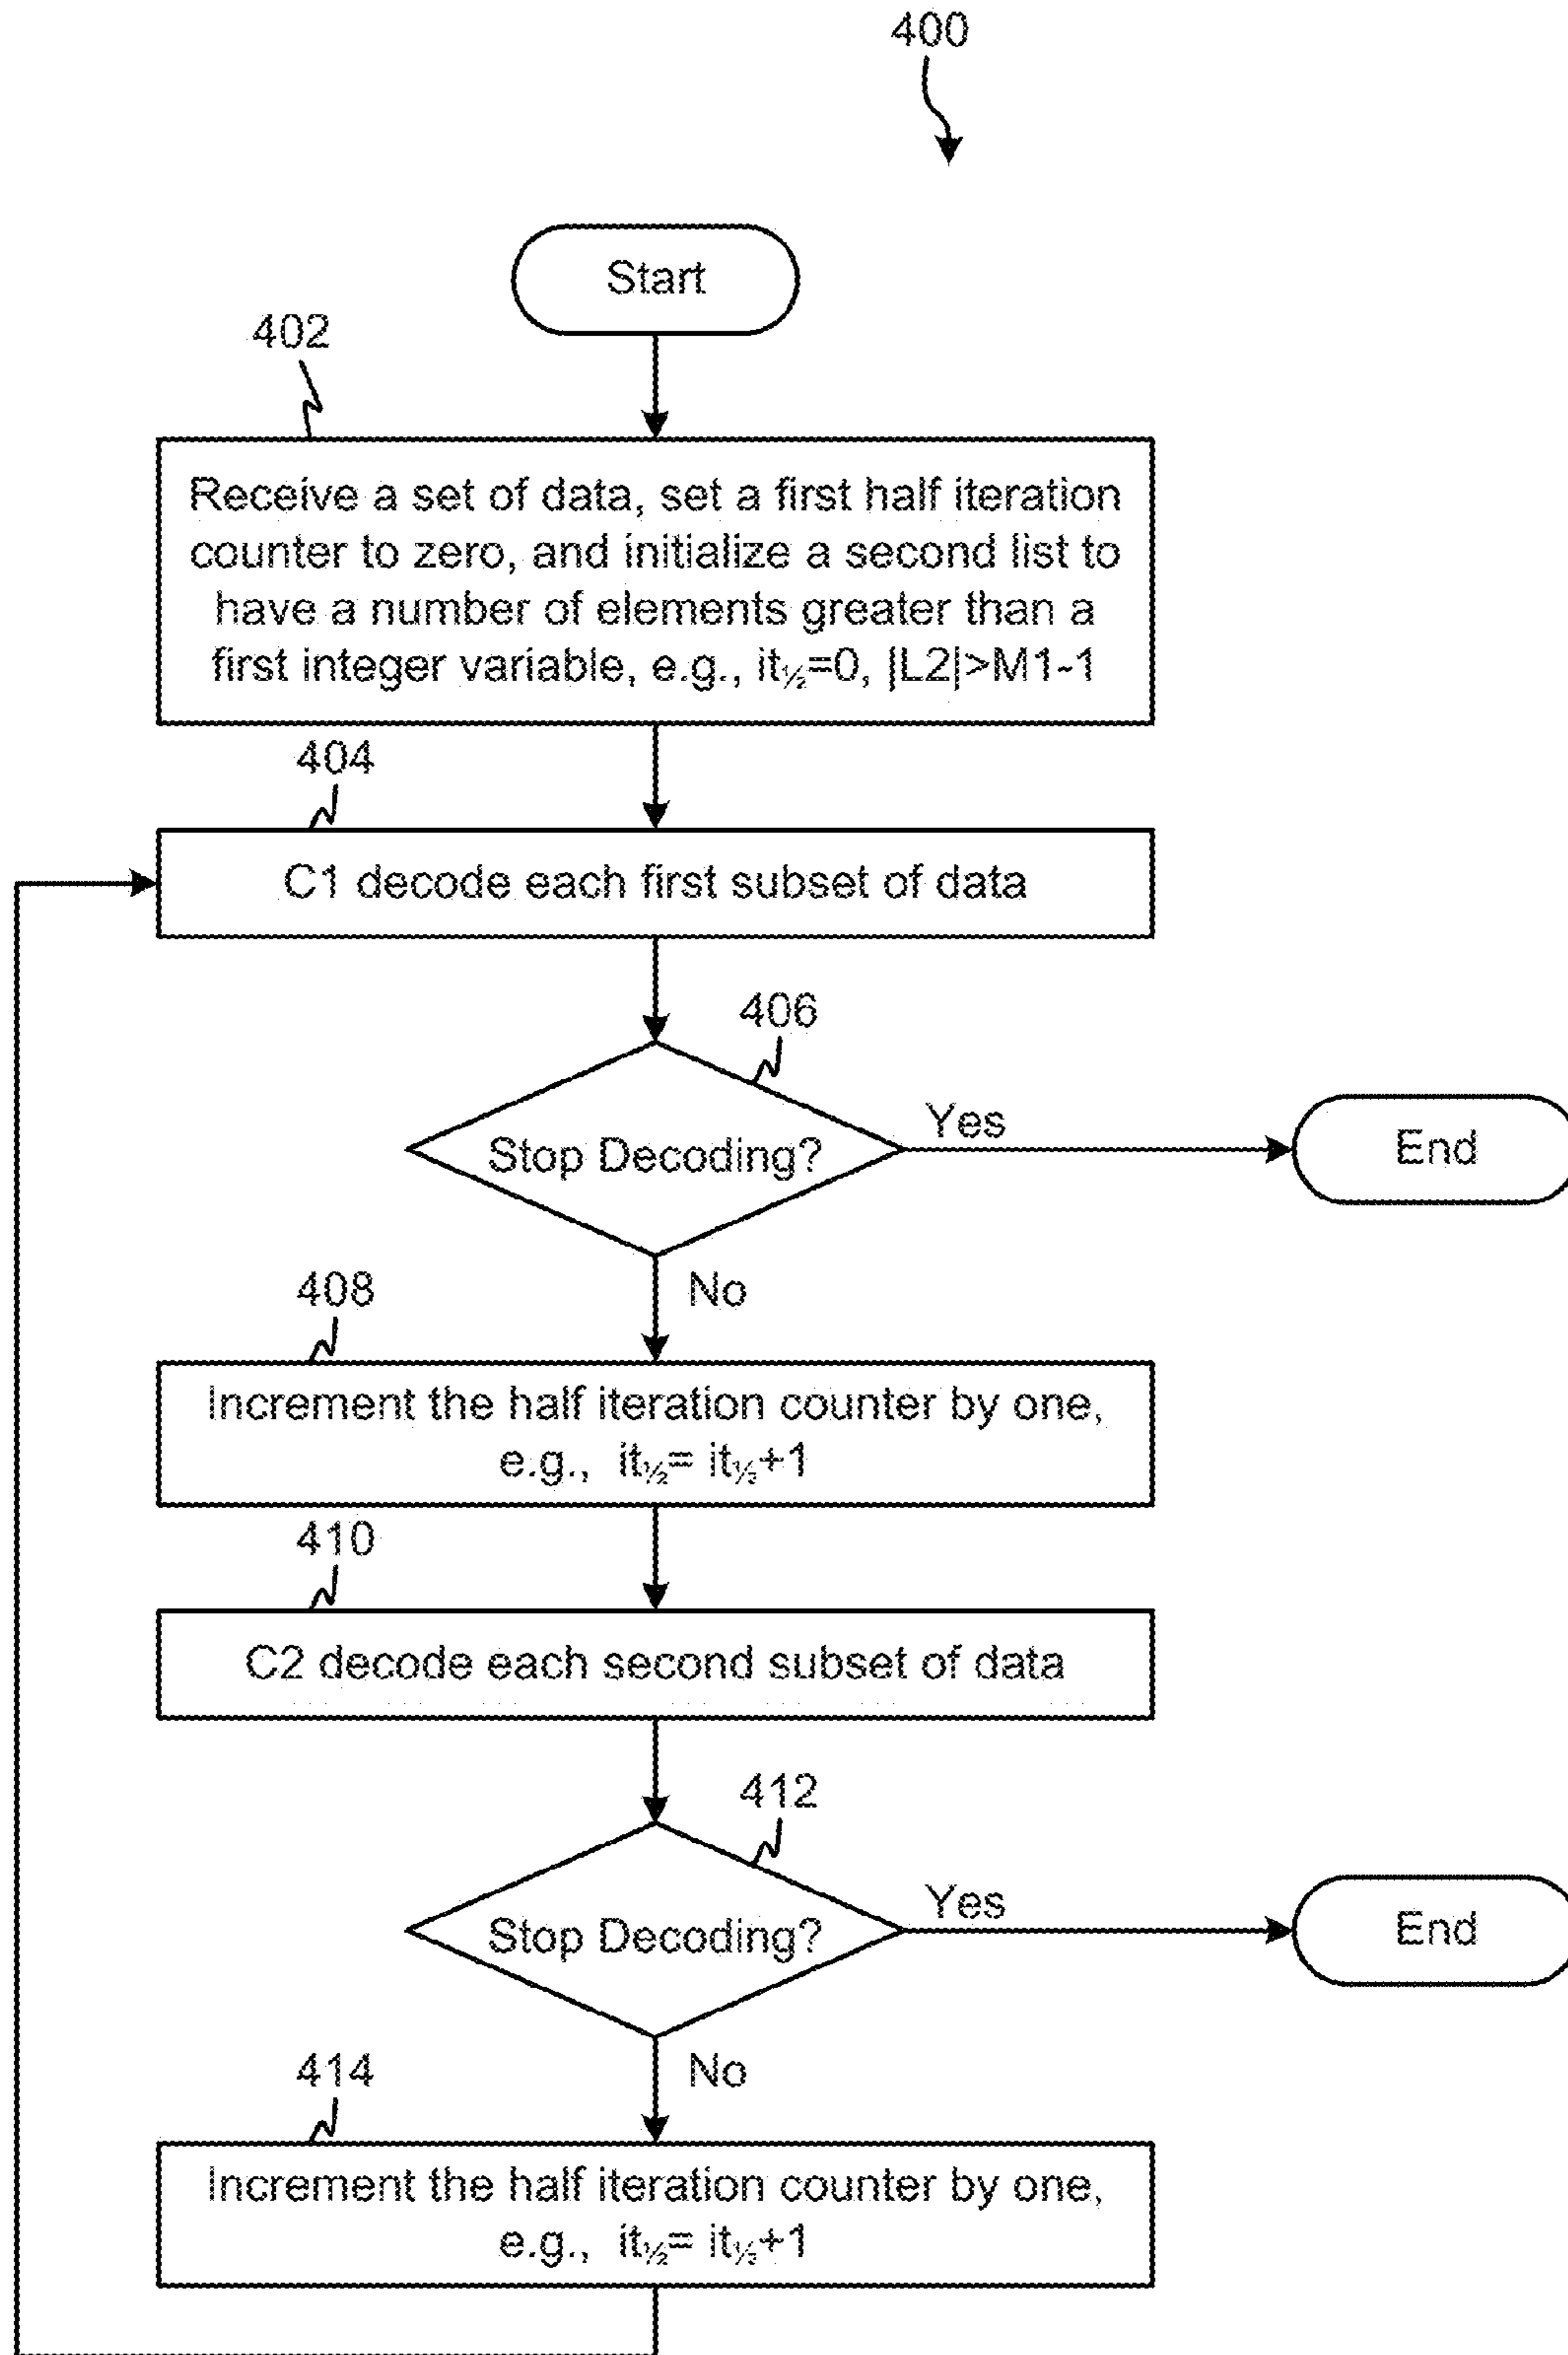 400
Start
402
Receive a set of data, set a first half iteration
counter to zero, and initialize a second list to
have a number of elements greater than a
first integer variable, e.g., it½=0, |L2|>M1-1
404
C1 decode each first subset of data
406
Stop Decoding?
Yes
End
No
408
Increment the half iteration counter by one,
e.g., it½= it½+1
410
C2 decode each second subset of data
412
Stop Decoding?
Yes
End
No
414
Increment the half iteration counter by one,
e.g., it½= it½+1